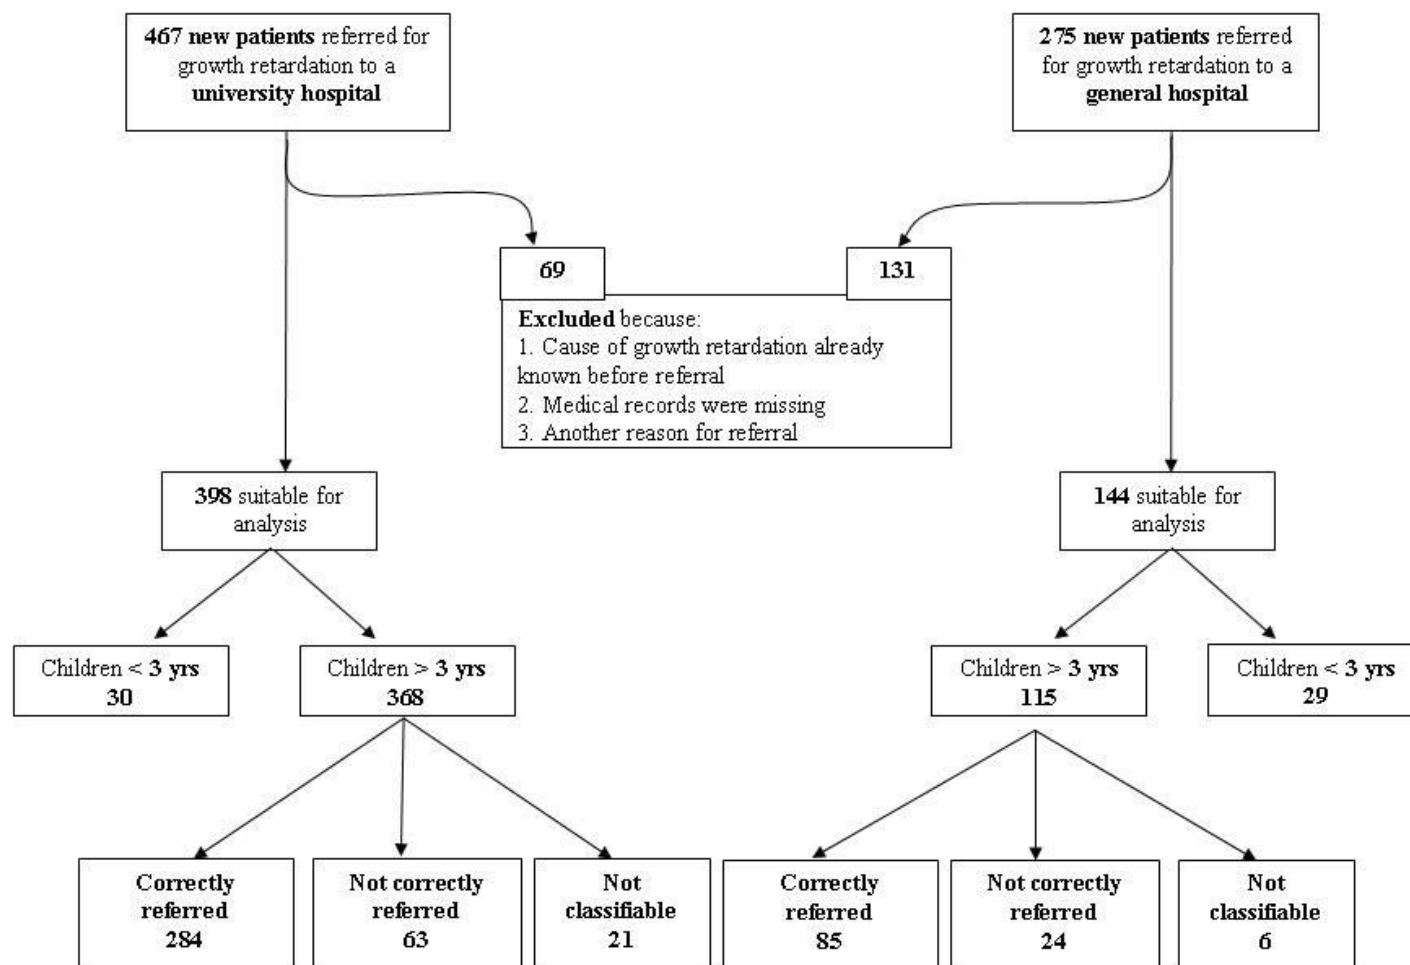 467 new patients referred for
growth retardation to a
university hospital
275 new patients referred
for growth retardation to a
general hospital
69
131
Excluded because:
1. Cause of growth retardation already
known before referral
2. Medical records were missing
3. Another reason for referral
398 suitable for
analysis
144 suitable for
analysis
Children < 3 yrs
30
Children > 3 yrs
368
Children > 3 yrs
115
Children < 3 yrs
29
Correctly
referred
284
Not correctly
referred
63
Not
classifiable
21
Correctly
referred
85
Not correctly
referred
24
Not
classifiable
6